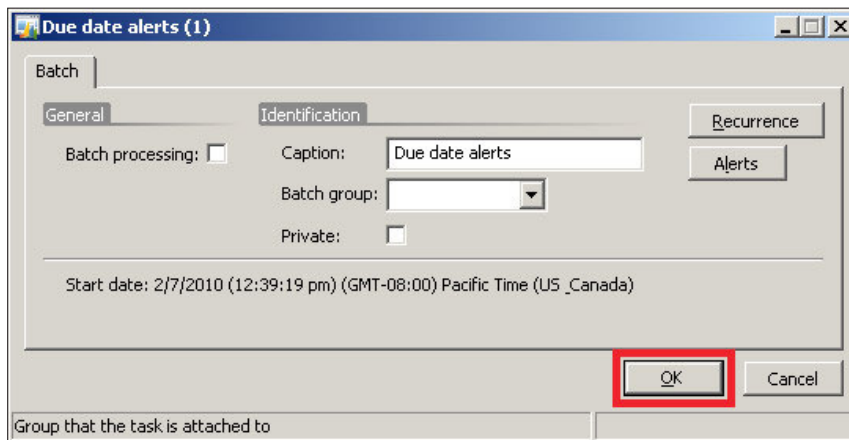 Due date alerts (1)
Batch
General
Identification
Recurrence
Batch processing:
Caption:
Due date alerts
Alerts
Batch group:
Private:
Start date: 2/7/2010 (12:39:19 pm) (GMT-08:00) Pacific Time (US _Canada)
OK
Cancel
Group that the task is attached to